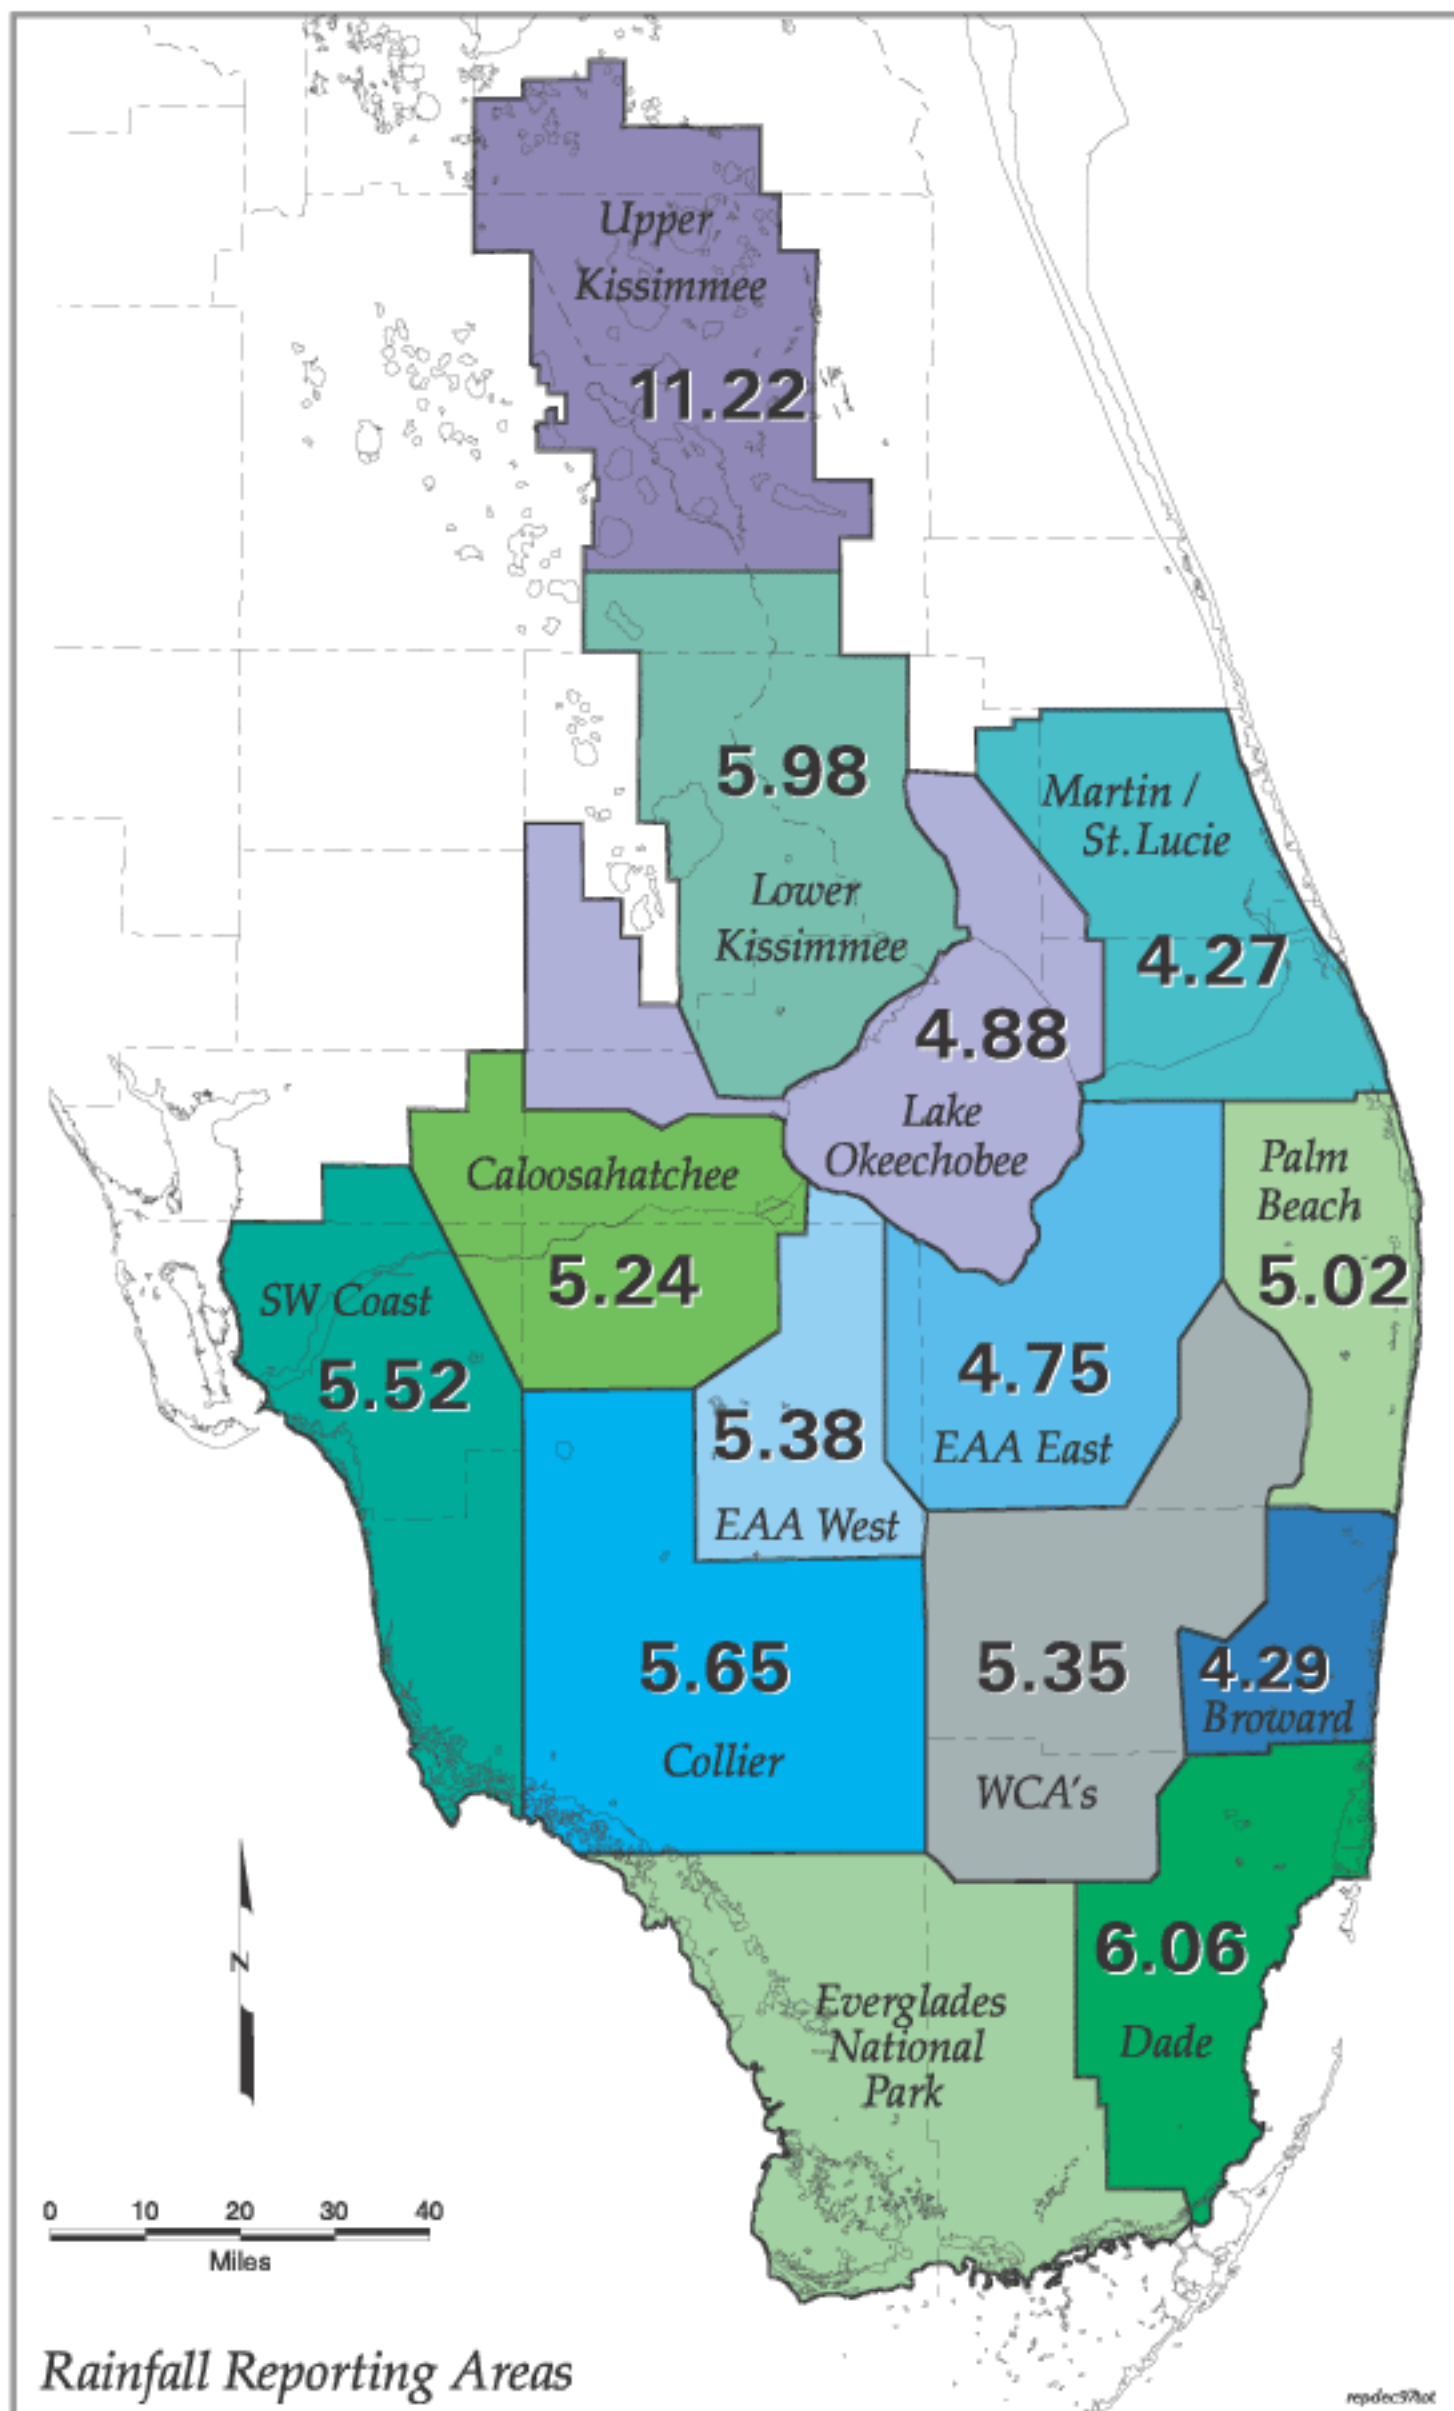 Upper
Kissimmee
11.22
5.98
Lower
Kissimmee
Martin /
St. Lucie
4.27
4.88
Lake
Okeechobee
Caloosahatchee
5.24
Palm
Beach
5.02
SW Coast
5.52
4.75
EAA East
5.38
EAA West
5.65
Collier
5.35
WCA's
4.29
Broward
6.06
Dade
Everglades
National
Park
N
0 10 20 30 40
Miles
Rainfall Reporting Areas
repdec97tot